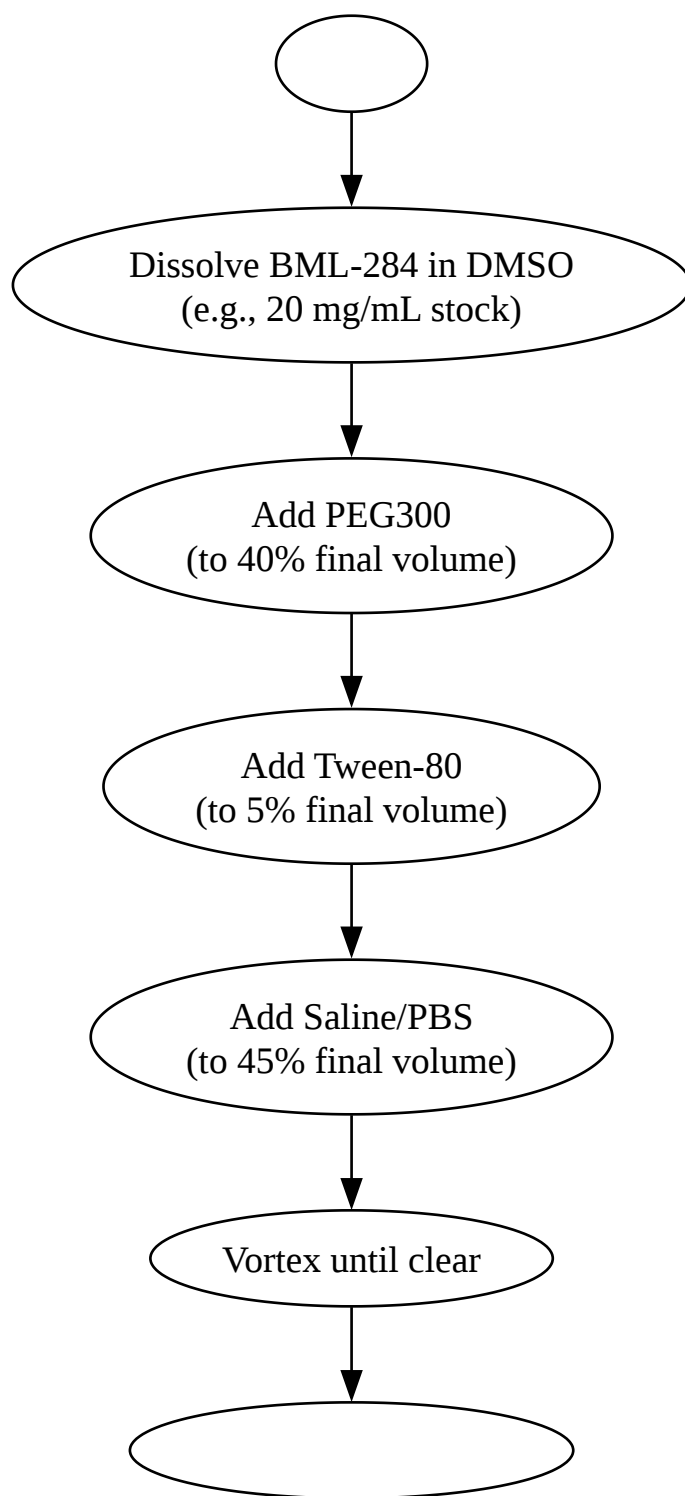 Dissolve BML-284 in DMSO
(e.g., 20 mg/mL stock)
Add PEG300
(to 40% final volume)
Add Tween-80
(to 5% final volume)
Add Saline/PBS
(to 45% final volume)
Vortex until clear